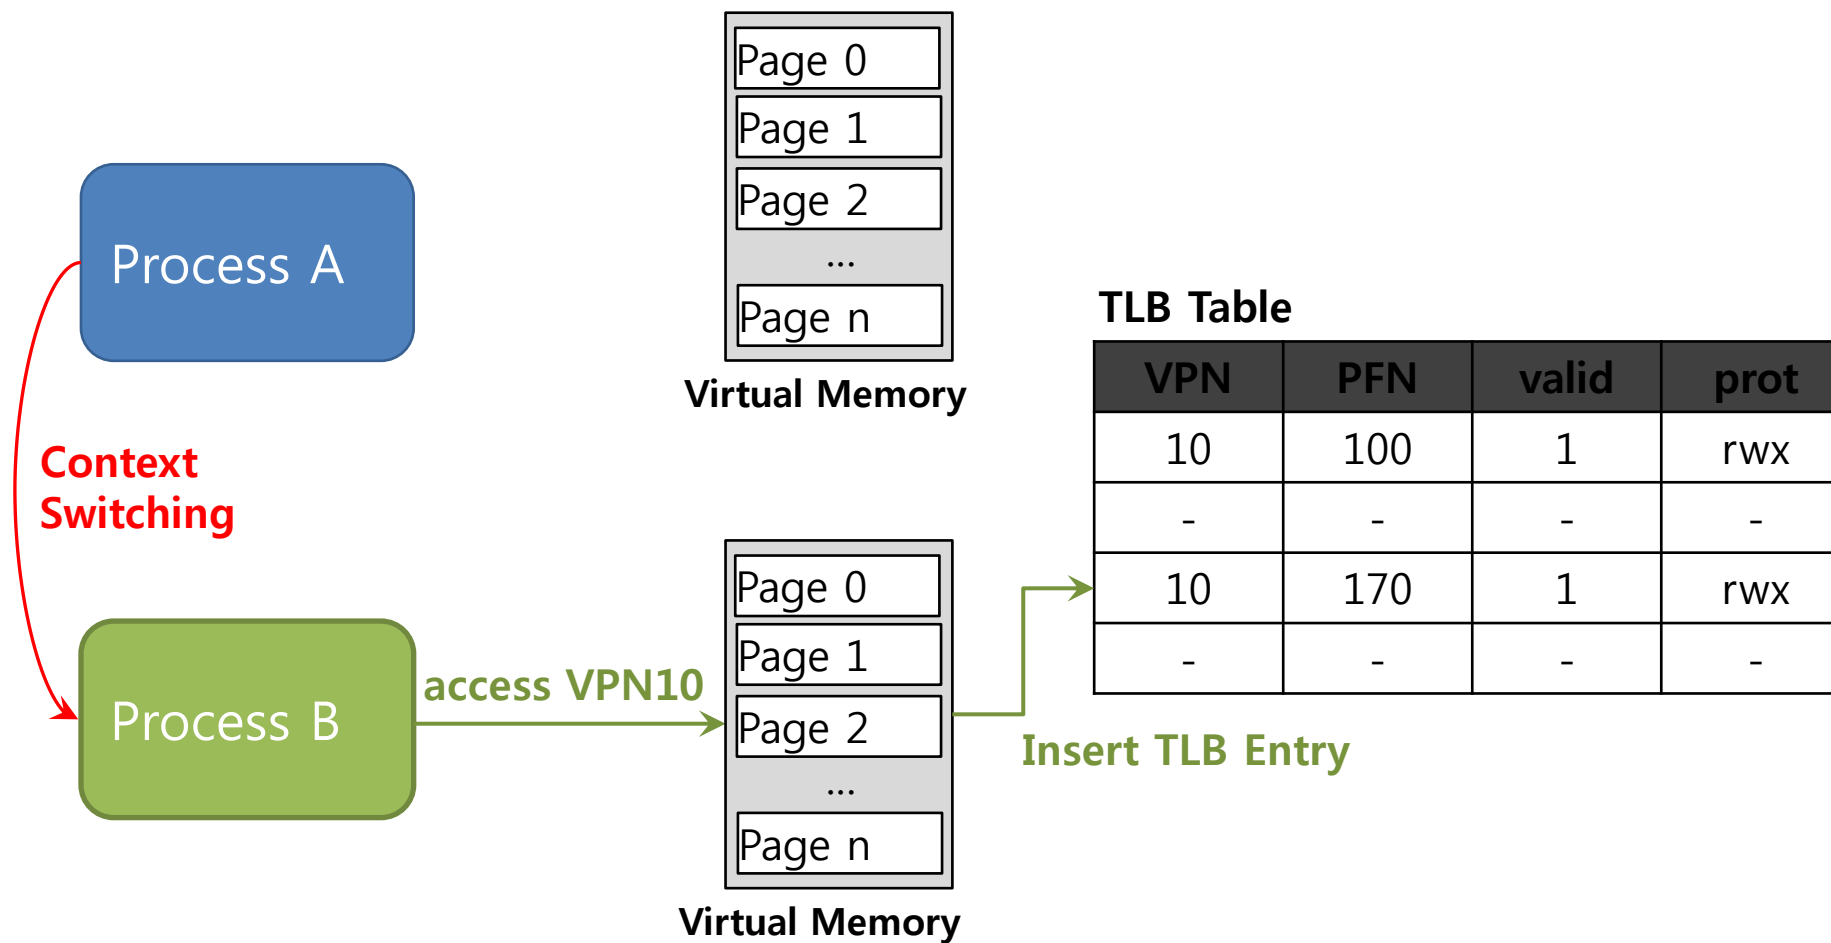 Page 0
Page 1
Page 2
...
Page n
Virtual Memory
Process A
Context
Switching
Process B
access VPN10
Page 0
Page 1
Page 2
...
Page n
Virtual Memory
Insert TLB Entry
TLB Table
VPN PFN valid prot
10 100 1 rwx
- - - -
10 170 1 rwx
- - - -